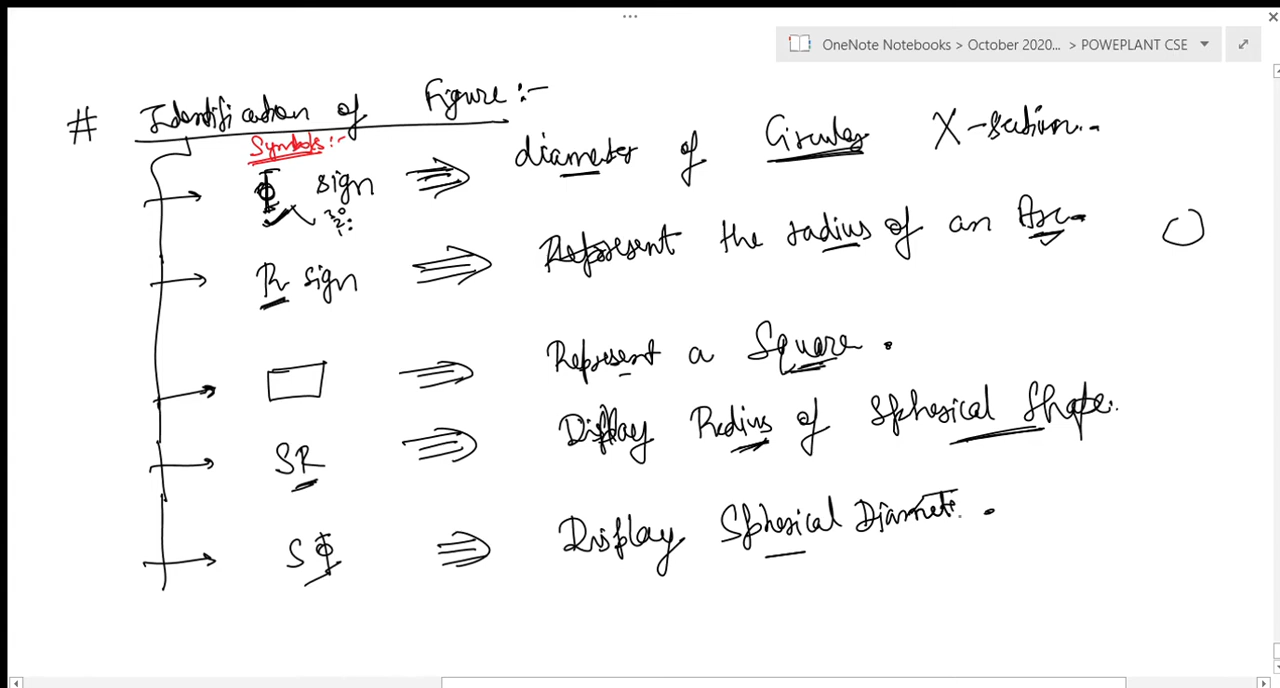 OneNote Notebooks > October 2020... > POWEPLANT CSE
# Identification of Figure :-
Symbols :-
Φ sign ⇒ diameter of Circular X-section.
R sign ⇒ Represent the radius of an Arc.
⇒ Represent a Square.
SR ⇒ Display Radius of Spherical Shape.
SΦ ⇒ Display Spherical Diamet.